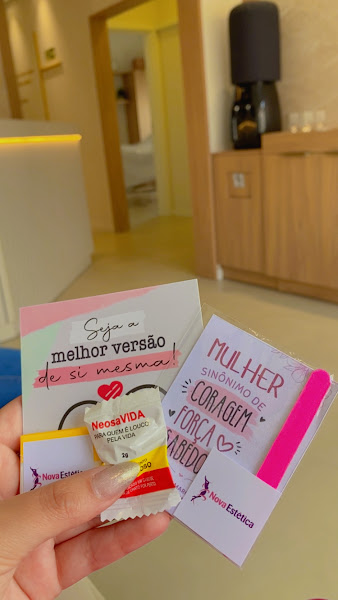 Seja a
melhor versão
de si mesma!
NeosaVIDA
PARA QUEM É LOUCO
PELA VIDA
2g
Nova Estética
MULHER
SINÔNIMO DE
CORAGEM
FORÇA
Nova Estética